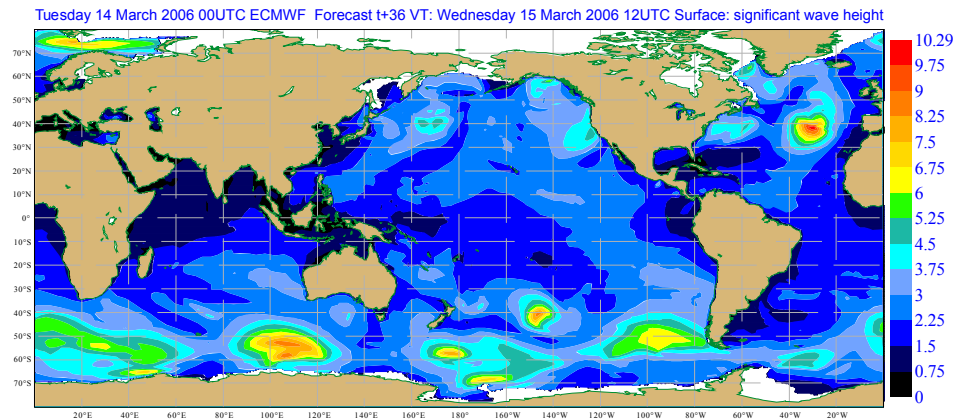 Tuesday 14 March 2006 00UTC ECMWF Forecast t+36 VT: Wednesday 15 March 2006 12UTC Surface: significant wave height
70°N
60°N
50°N
40°N
30°N
20°N
10°N
0°
10°S
20°S
30°S
40°S
50°S
60°S
70°S
20°E 40°E 60°E 80°E 100°E 120°E 140°E 160°E 180° 160°W 140°W 120°W 100°W 80°W 60°W 40°W 20°W
10.29
9.75
9
8.25
7.5
6.75
6
5.25
4.5
3.75
3
2.25
1.5
0.75
0